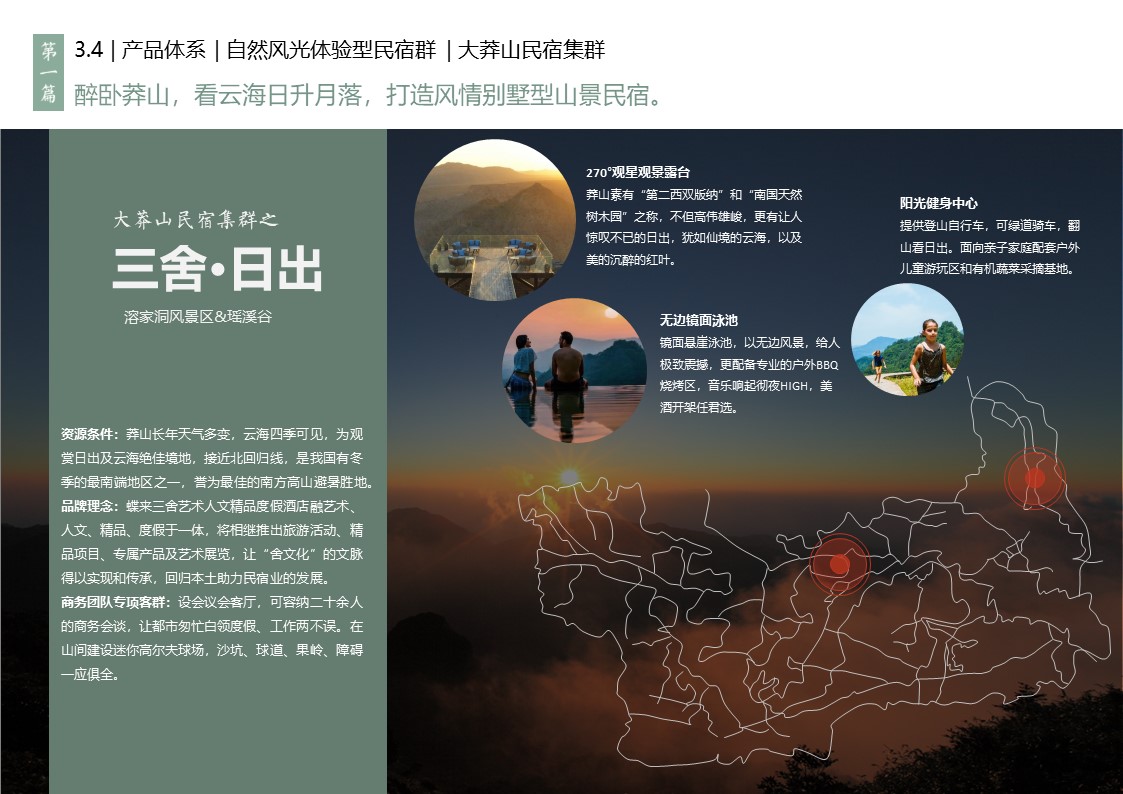 第一篇
3.4 | 产品体系 | 自然风光体验型民宿群 | 大莽山民宿集群
醉卧莽山，看云海日升月落，打造风情别墅型山景民宿。
大莽山民宿集群之
三舍•日出
溶家洞风景区&瑶溪谷
资源条件：莽山长年天气多变，云海四季可见，为观
赏日出及云海绝佳境地，接近北回归线，是我国有冬
季的最南端地区之一，誉为最佳的南方高山避暑胜地。
品牌理念：蝶来三舍艺术人文精品度假酒店融艺术、
人文、精品、度假于一体，将相继推出旅游活动、精
品项目、专属产品及艺术展览，让“舍文化”的文脉
得以实现和传承，回归本土助力民宿业的发展。
商务团队专项客群：设会议会客厅，可容纳二十余人
的商务会谈，让都市匆忙白领度假、工作两不误。在
山间建设迷你高尔夫球场，沙坑、球道、果岭、障碍
一应俱全。
270°观星观景露台
莽山素有“第二西双版纳”和“南国天然
树木园”之称，不但高伟雄峻，更有让人
惊叹不已的日出，犹如仙境的云海，以及
美的沉醉的红叶。
无边镜面泳池
镜面悬崖泳池，以无边风景，给人
极致震撼，更配备专业的户外BBQ
烧烤区，音乐响起彻夜HIGH，美
酒开架任君选。
阳光健身中心
提供登山自行车，可绿道骑车，翻
山看日出。面向亲子家庭配套户外
儿童游玩区和有机蔬菜采摘基地。